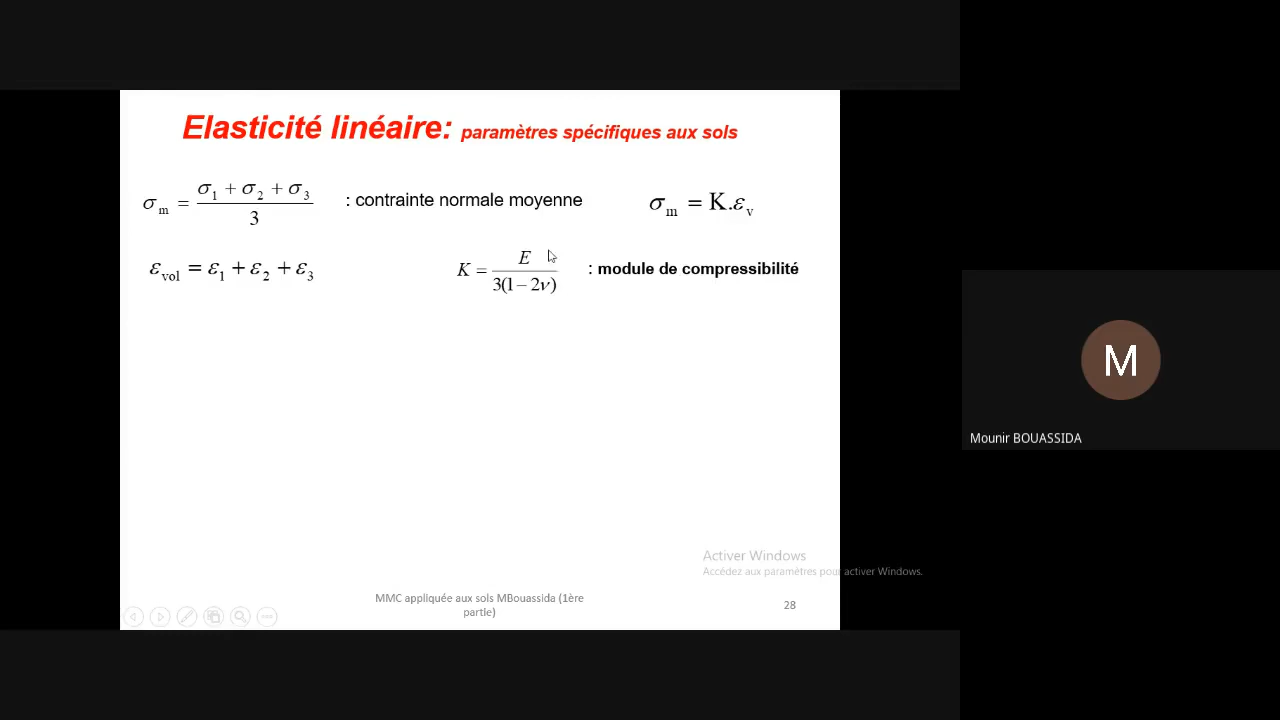 Elasticité linéaire: paramètres spécifiques aux sols
σm = (σ1 + σ2 + σ3) / 3 : contrainte normale moyenne σm = K.εv
εvol = ε1 + ε2 + ε3 K = E / 3(1 − 2ν) : module de compressibilité
M
Mounir BOUASSIDA
Activer Windows
Accédez aux paramètres pour activer Windows.
MMC appliquée aux sols MBouassida (1ère
partie)
28